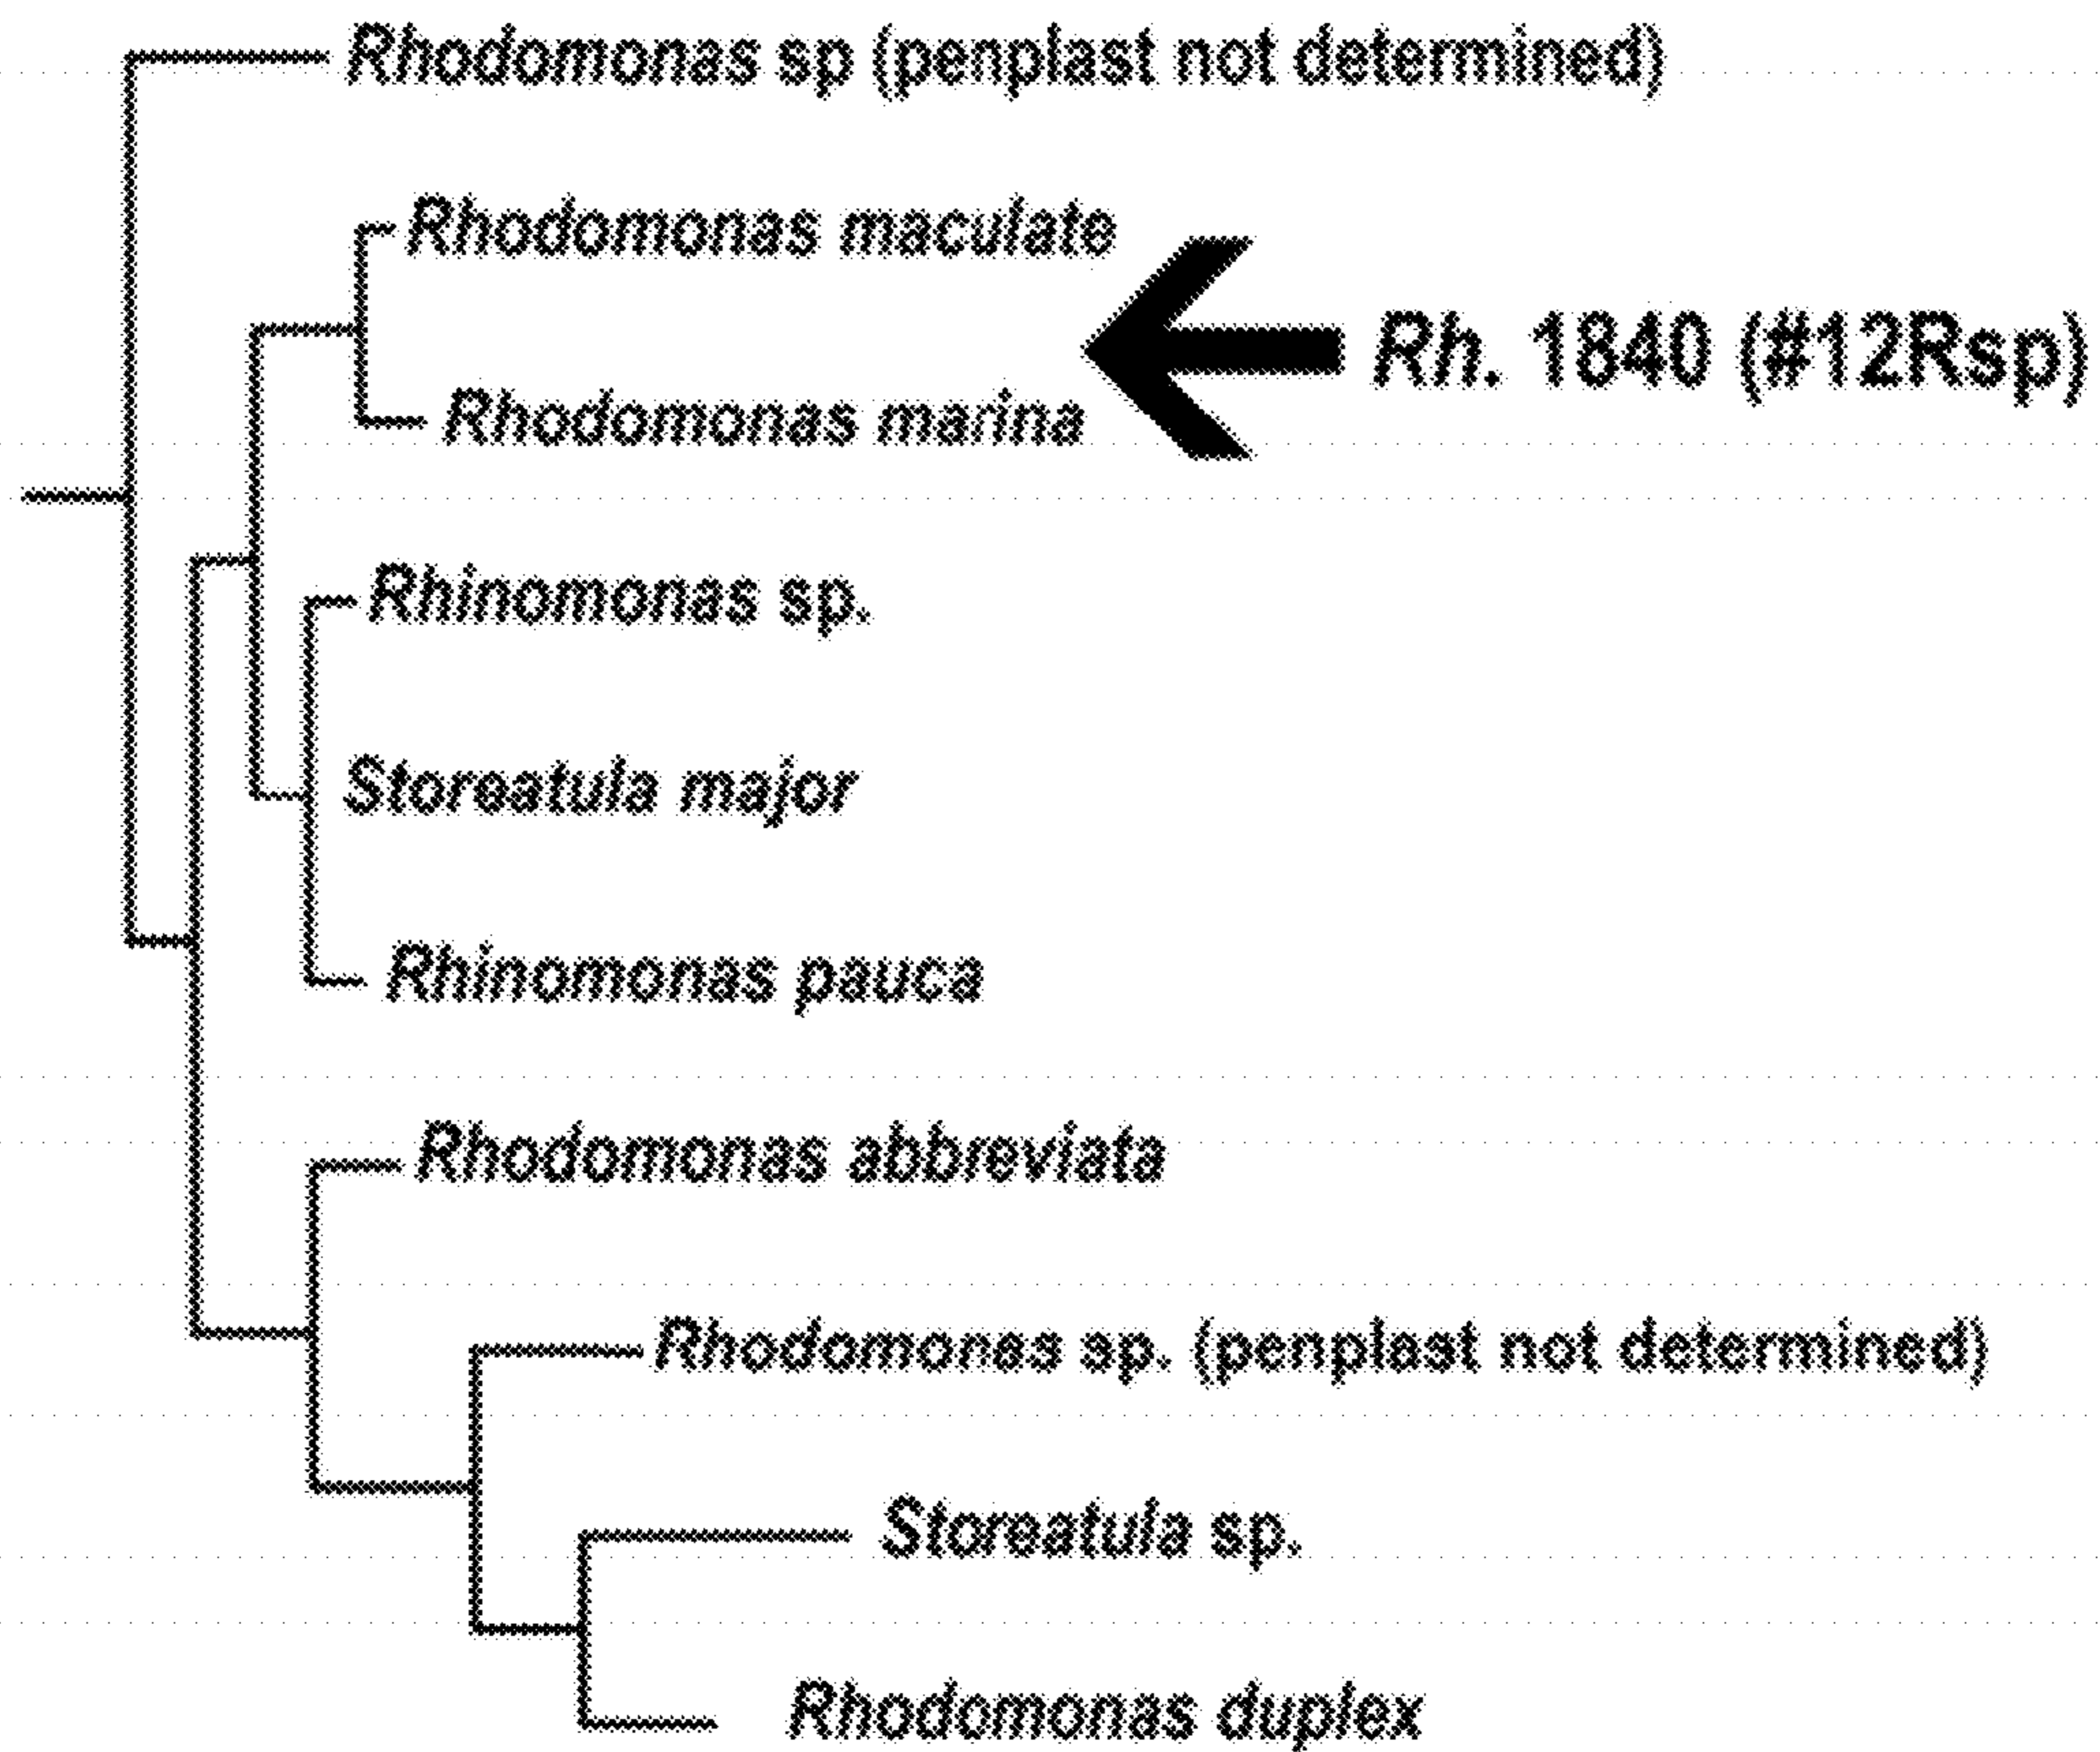 Rhodomonas sp (penplast not determined)
Rhodomonas maculate
Rh. 1840 (#12Rsp)
Rhodomonas marina
Rhinomonas sp.
Storeatula major
Rhinomonas pauca
Rhodomonas abbreviata
Rhodomonas sp. (penplast not determined)
Storeatula sp.
Rhodomonas duplex